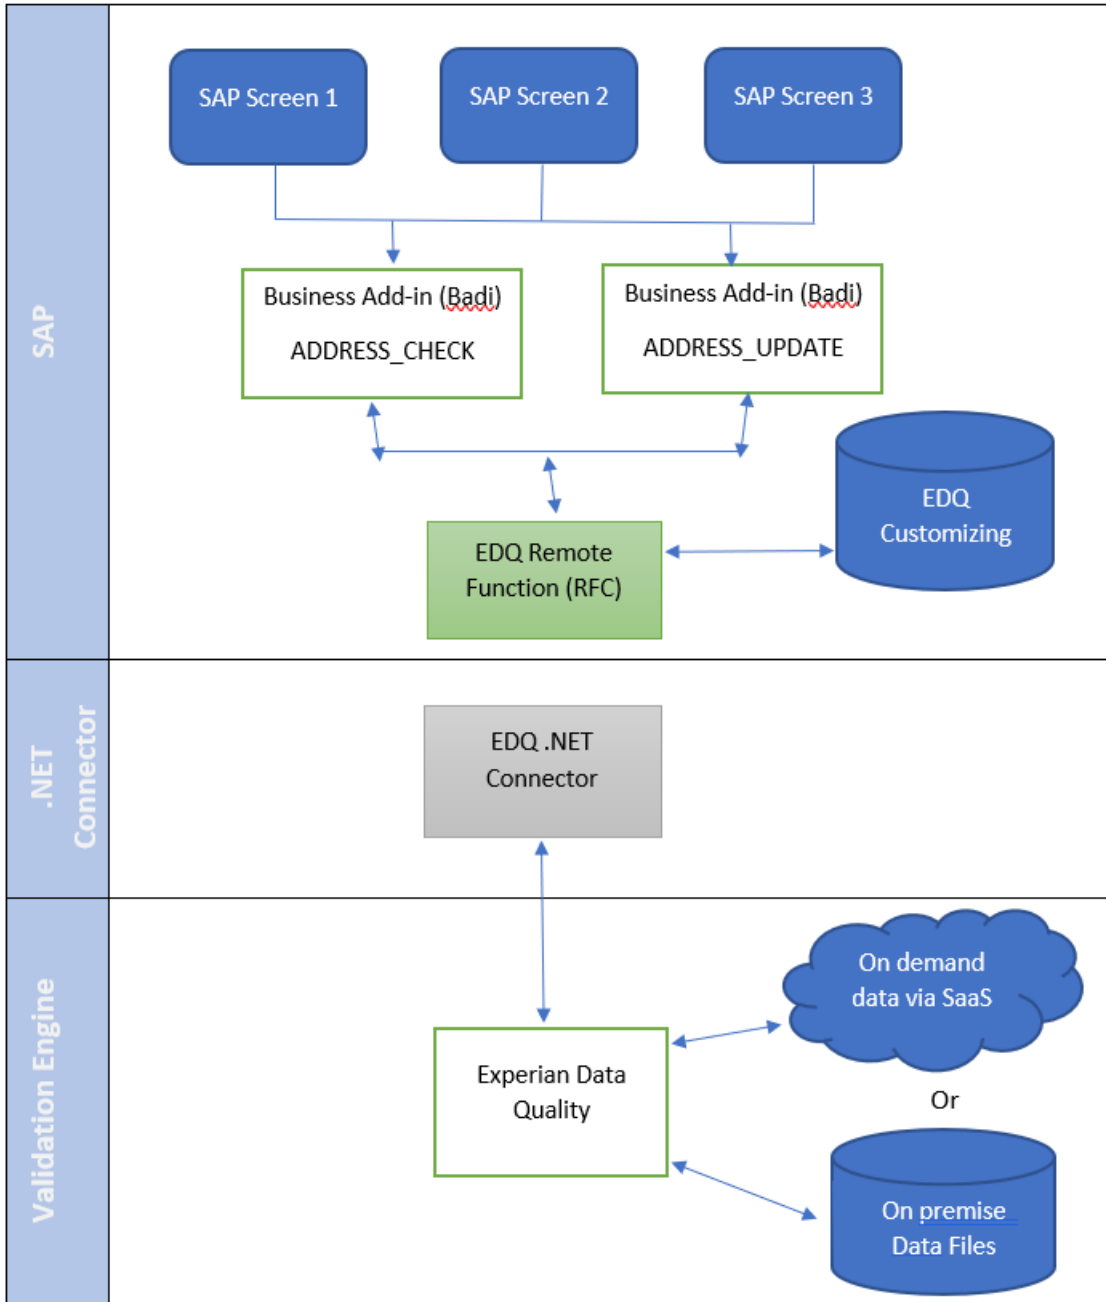 SAP
SAP Screen 1
SAP Screen 2
SAP Screen 3
Business Add-in (Badi)
ADDRESS_CHECK
Business Add-in (Badi)
ADDRESS_UPDATE
EDQ
Customizing
EDQ Remote
Function (RFC)
.NET
Connector
EDQ .NET
Connector
Validation Engine
On demand
data via SaaS
Experian Data
Quality
Or
On premise
Data Files